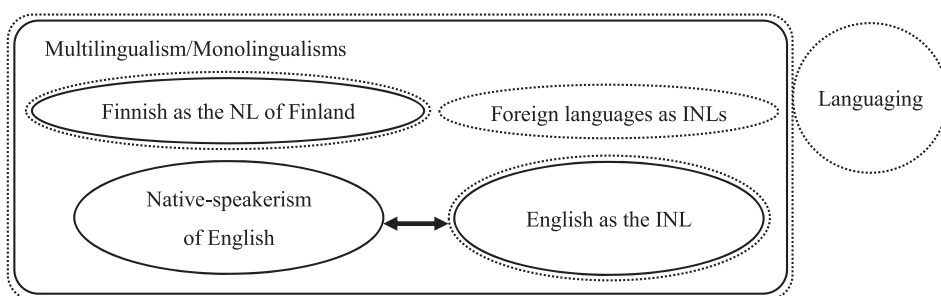 Multilingualism/Monolingualisms
Finnish as the NL of Finland
Foreign languages as INLs
Languaging
Native-speakerism
of English
English as the INL